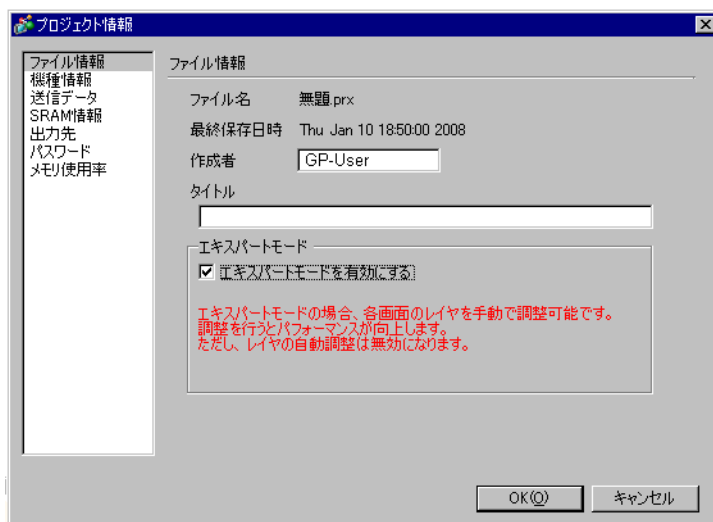 プロジェクト情報
ファイル情報
機種情報
送信データ
SRAM情報
出力先
パスワード
メモリ使用率
ファイル情報
ファイル名 無題.prx
最終保存日時 Thu Jan 10 18:50:00 2008
作成者 GP-User
タイトル
エキスパートモード
エキスパートモードを有効にする
エキスパートモードの場合、各画面のレイヤを手動で調整可能です。
調整を行うとパフォーマンスが向上します。
ただし、レイヤの自動調整は無効になります。
OK(O) キャンセル